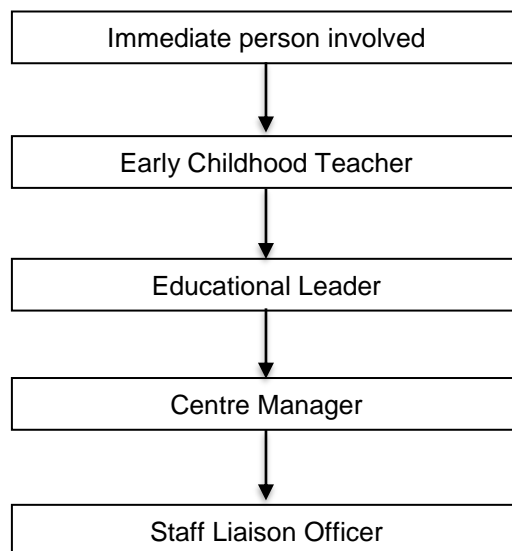 Immediate person involved
Early Childhood Teacher
Educational Leader
Centre Manager
Staff Liaison Officer